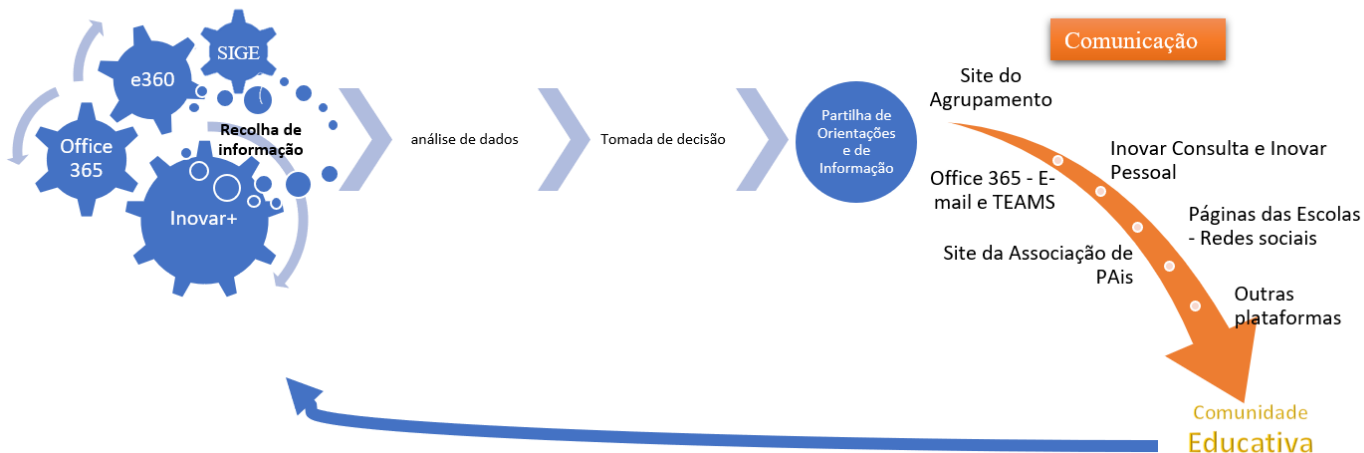 SIGE
e360
Office
365
Recolha de
informação
Inovar+
análise de dados
Tomada de decisão
Partilha de
Orientações
e de
Informação
Comunicação
Site do
Agrupamento
Inovar Consulta e Inovar
Pessoal
Office 365 - E-
mail e TEAMS
Páginas das Escolas
- Redes sociais
Site da Associação de
PAis
Outras
plataformas
Comunidade
Educativa